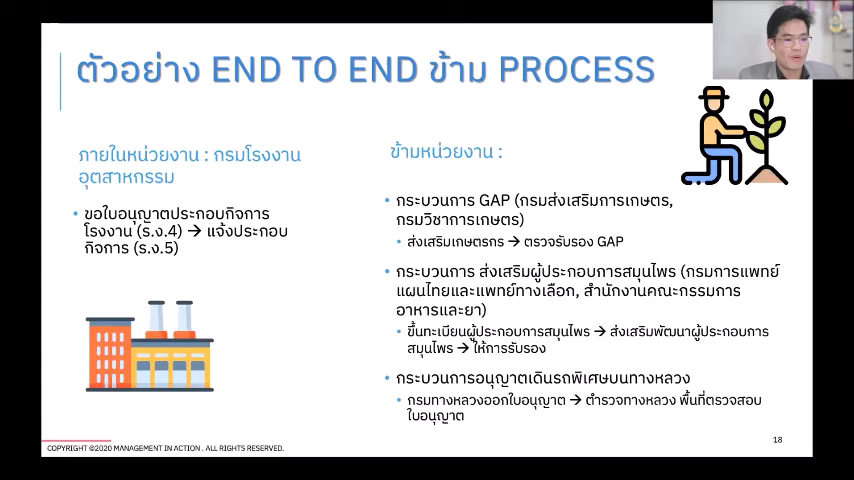 ตัวอย่าง END TO END ข้าม PROCESS
ภายในหน่วยงาน : กรมโรงงาน
อุตสาหกรรม
• ขอใบอนุญาตประกอบกิจการ
โรงงาน (ร.ง.4) → แจ้งประกอบ
กิจการ (ร.ง.5)
ข้ามหน่วยงาน :
• กระบวนการ GAP (กรมส่งเสริมการเกษตร,
กรมวิชาการเกษตร)
• ส่งเสริมเกษตรกร → ตรวจรับรอง GAP
• กระบวนการ ส่งเสริมผู้ประกอบการสมุนไพร (กรมการแพทย์
แผนไทยและแพทย์ทางเลือก, สำนักงานคณะกรรมการ
อาหารและยา)
• ขึ้นทะเบียนผู้ประกอบการสมุนไพร → ส่งเสริมพัฒนาผู้ประกอบการ
สมุนไพร → ให้การรับรอง
• กระบวนการอนุญาตเดินรถพิเศษบนทางหลวง
• กรมทางหลวงออกใบอนุญาต → ตำรวจทางหลวง พื้นที่ตรวจสอบ
ใบอนุญาต
COPYRIGHT ©2020 MANAGEMENT IN ACTION . ALL RIGHTS RESERVED.
18